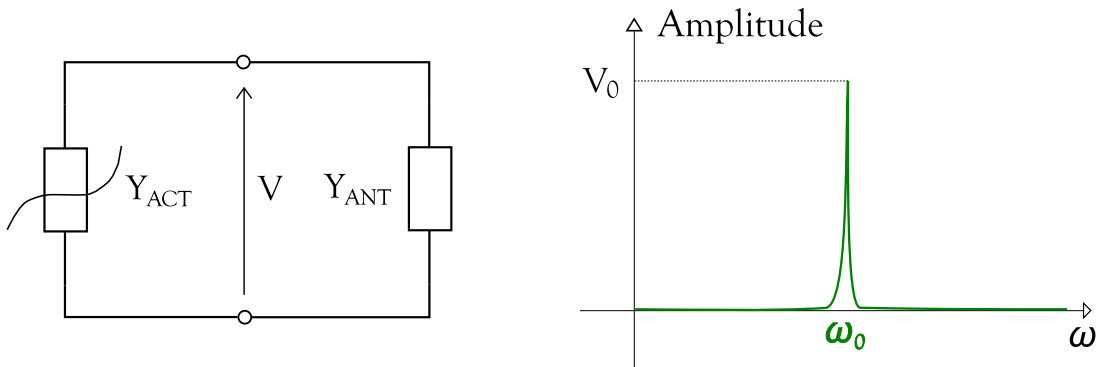 Y_ACT
V
Y_ANT
Amplitude
V_0
ω_0
ω